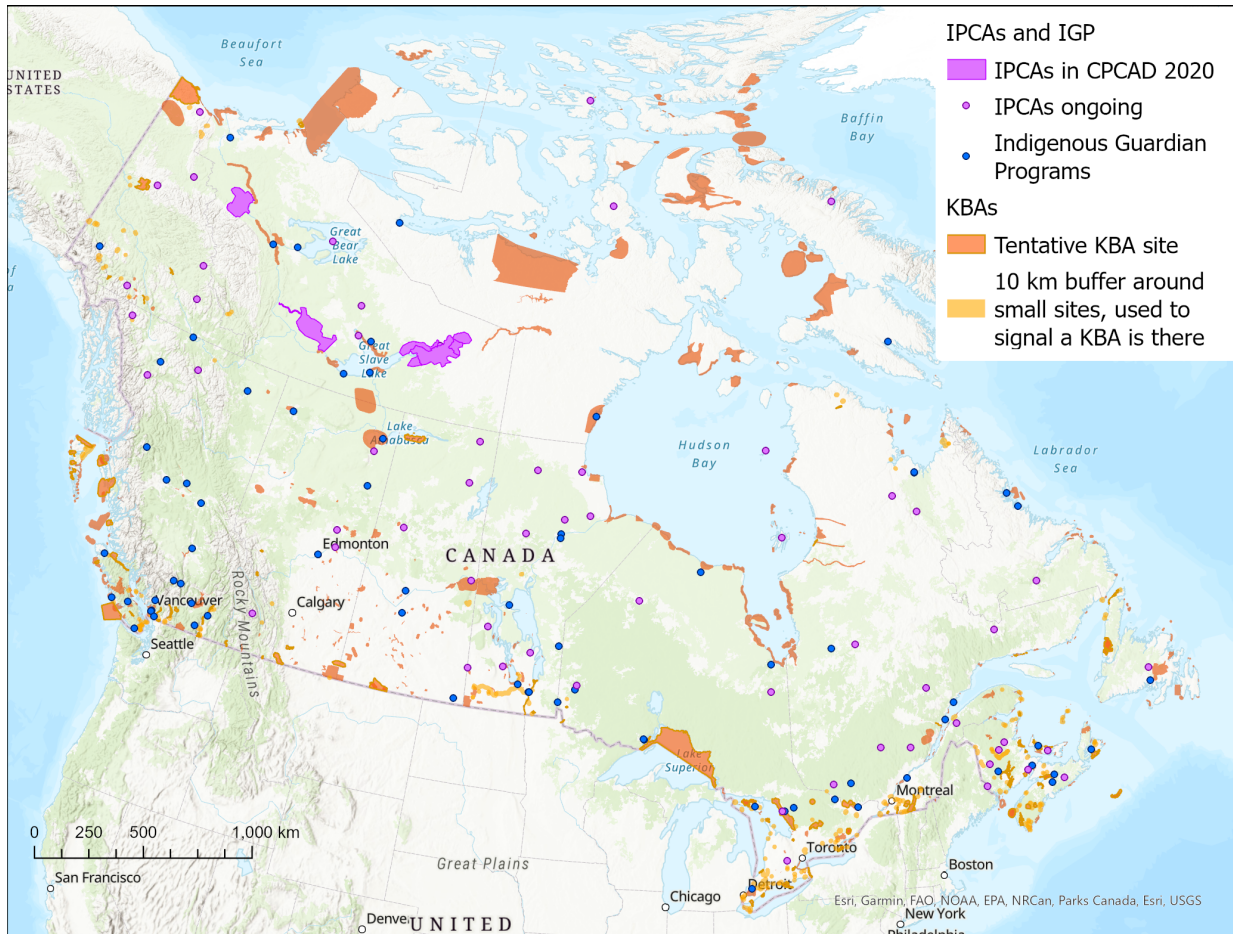 Beaufort
Sea
UNITED
STATES
Baffin
Bay
IPCAs and IGP
IPCAs in CPCAD 2020
IPCAs ongoing
Indigenous Guardian
Programs
KBAs
Tentative KBA site
10 km buffer around
small sites, used to
signal a KBA is there
Great
Bear
Lake
of
a
Great
Slave
Lake
Lake
Athabasca
Hudson
Bay
Labrador
Sea
Edmonton
CANADA
Rocky Mountains
Calgary
Vancouver
Seattle
Lake
Superior
Montreal
Toronto
Boston
Detroit
Chicago
Great Plains
0 250 500 1,000 km
San Francisco
Denver
UNITED
Esri, Garmin, FAO, NOAA, EPA, NRCan, Parks Canada, Esri, USGS
New York
Philadelphia